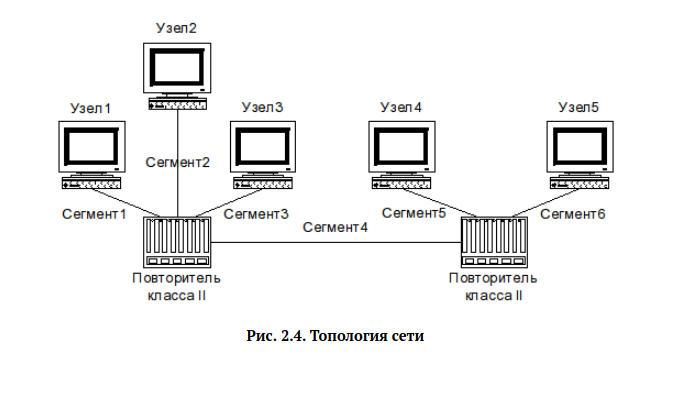 Узел2
Узел1
Узел3
Узел4
Узел5
Сегмент2
Сегмент1
Сегмент3
Сегмент4
Сегмент5
Сегмент6
Повторитель
класса II
Повторитель
класса II
Рис. 2.4. Топология сети